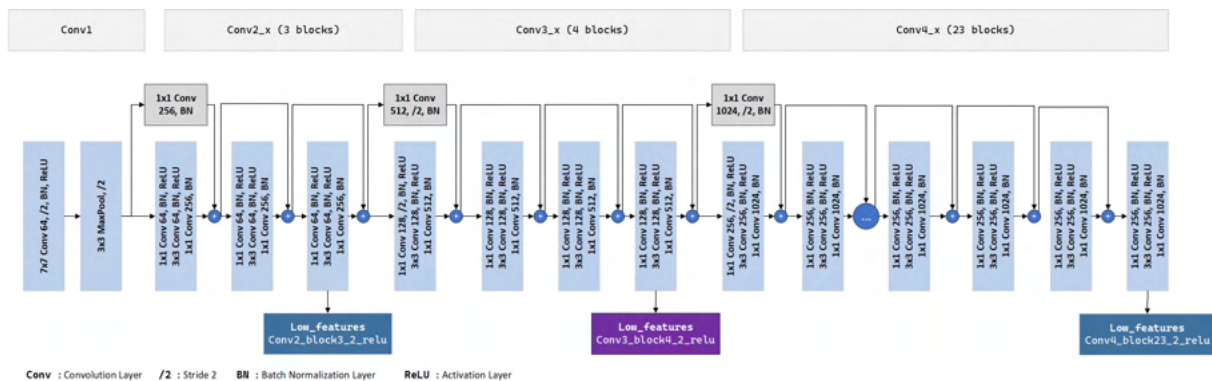 Conv1
Conv2_x (3 blocks)
Conv3_x (4 blocks)
Conv4_x (23 blocks)
1x1 Conv
256, BN
1x1 Conv
512, /2, BN
1x1 Conv
1024, /2, BN
7x7 Conv 64, /2, BN, ReLU
3x3 MaxPool, /2
1x1 Conv 64, BN, ReLU
3x3 Conv 64, BN, ReLU
1x1 Conv 256, BN
+
1x1 Conv 64, BN, ReLU
3x3 Conv 64, BN, ReLU
1x1 Conv 256, BN
+
1x1 Conv 64, BN, ReLU
3x3 Conv 64, BN, ReLU
1x1 Conv 256, BN
+
1x1 Conv 128, /2, BN, ReLU
3x3 Conv 128, BN, ReLU
1x1 Conv 512, BN
+
1x1 Conv 128, BN, ReLU
3x3 Conv 128, BN, ReLU
1x1 Conv 512, BN
+
1x1 Conv 128, BN, ReLU
3x3 Conv 128, BN, ReLU
1x1 Conv 512, BN
+
1x1 Conv 128, BN, ReLU
3x3 Conv 128, BN, ReLU
1x1 Conv 512, BN
+
1x1 Conv 256, /2, BN, ReLU
3x3 Conv 256, BN, ReLU
1x1 Conv 1024, BN
+
1x1 Conv 256, BN, ReLU
3x3 Conv 256, BN, ReLU
1x1 Conv 1024, BN
...
1x1 Conv 256, BN, ReLU
3x3 Conv 256, BN, ReLU
1x1 Conv 1024, BN
+
1x1 Conv 256, BN, ReLU
3x3 Conv 256, BN, ReLU
1x1 Conv 1024, BN
+
1x1 Conv 256, BN, ReLU
3x3 Conv 256, BN, ReLU
1x1 Conv 1024, BN
+
1x1 Conv 256, BN, ReLU
3x3 Conv 256, BN, ReLU
1x1 Conv 1024, BN
Low_features
Conv2_block3_2_relu
Low_features
Conv3_block4_2_relu
Low_features
Conv4_block23_2_relu
Conv : Convolution Layer /2 : Stride 2 BN : Batch Normalization Layer ReLU : Activation Layer